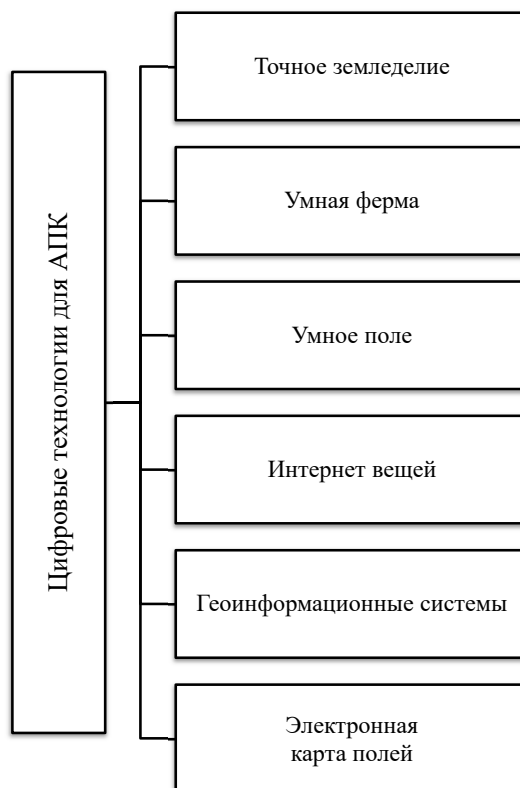 Цифровые технологии для АПК
Точное земледелие
Умная ферма
Умное поле
Интернет вещей
Геоинформационные системы
Электронная
карта полей